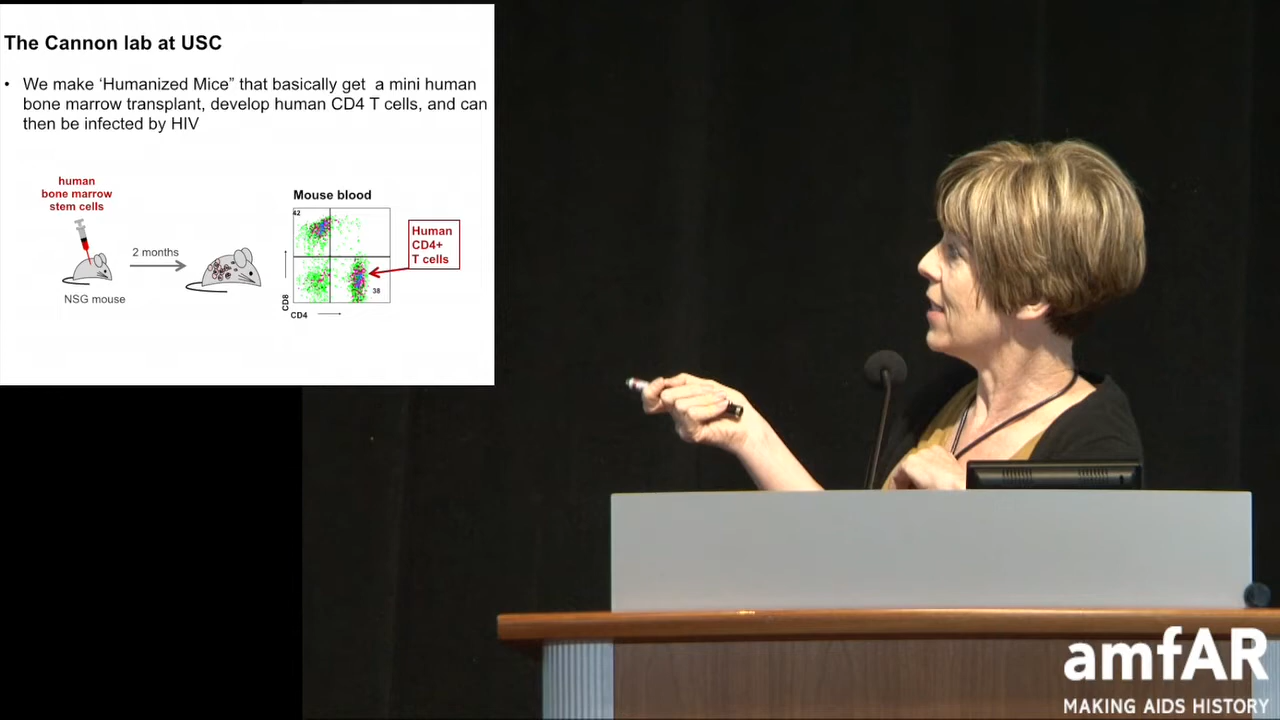 The Cannon lab at USC
• We make ‘Humanized Mice” that basically get a mini human
bone marrow transplant, develop human CD4 T cells, and can
then be infected by HIV
human
bone marrow
stem cells
2 months
NSG mouse
Mouse blood
42
38
CD8
CD4
Human
CD4+
T cells
amfAR
MAKING AIDS HISTORY